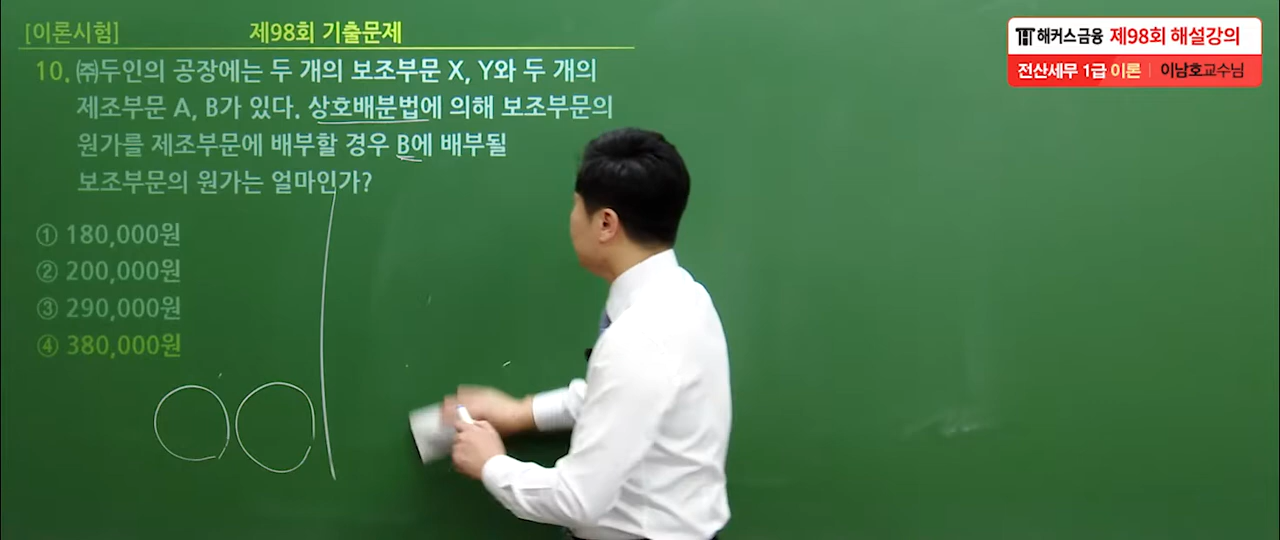 [이론시험] 제98회 기출문제
해커스금융 제98회 해설강의
전산세무 1급 이론 | 이남호교수님
10. ㈜두인의 공장에는 두 개의 보조부문 X, Y와 두 개의
제조부문 A, B가 있다. 상호배분법에 의해 보조부문의
원가를 제조부문에 배부할 경우 B에 배부될
보조부문의 원가는 얼마인가?
① 180,000원
② 200,000원
③ 290,000원
④ 380,000원